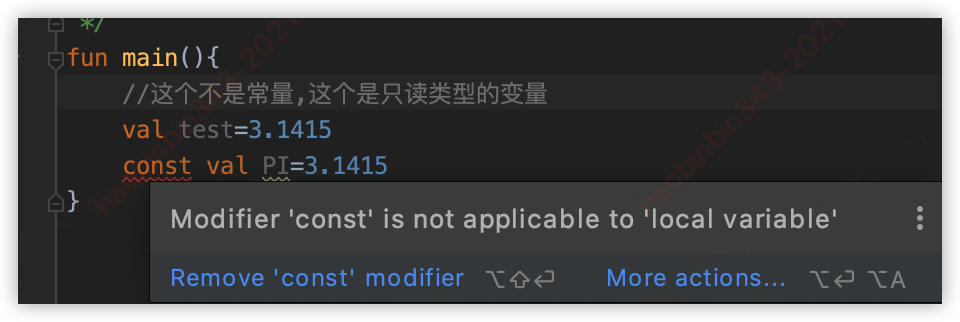 */
fun main(){
//这个不是常量,这个是只读类型的变量
val test=3.1415
const val PI=3.1415
}
Modifier 'const' is not applicable to 'local variable'
Remove 'const' modifier ⌥⇧⏎ More actions... ⌥⏎ ⌥A